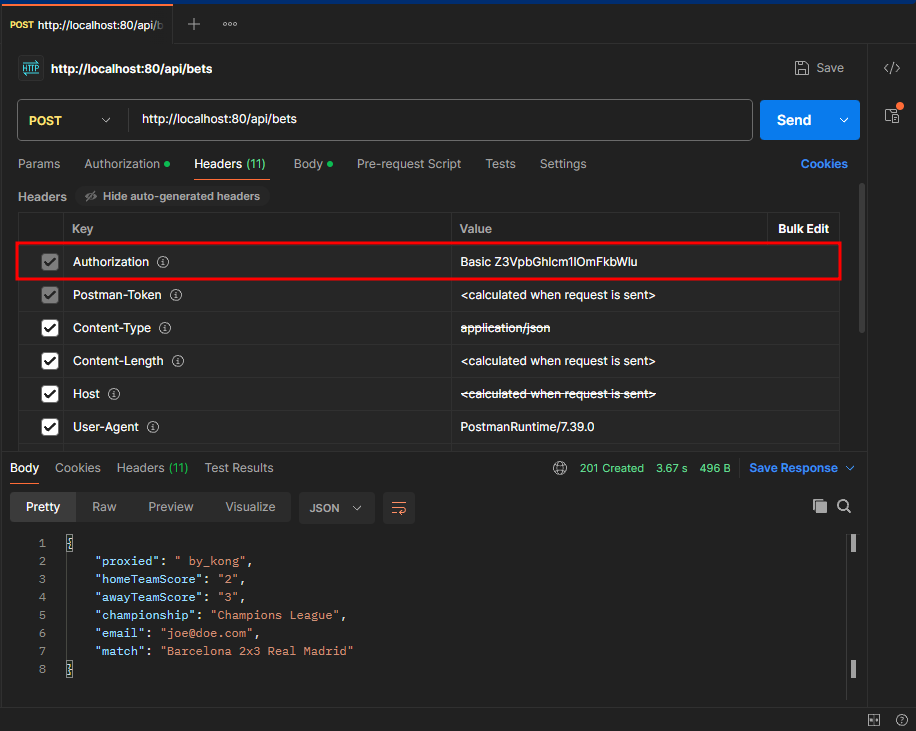 POST http://localhost:80/api/b
HTTP http://localhost:80/api/bets Save
POST http://localhost:80/api/bets Send
Params Authorization Headers (11) Body Pre-request Script Tests Settings Cookies
Headers Hide auto-generated headers
Key Value Bulk Edit
Authorization Basic Z3VpbGhlcm1lOmFkbWlu
Postman-Token <calculated when request is sent>
Content-Type application/json
Content-Length <calculated when request is sent>
Host <calculated when request is sent>
User-Agent PostmanRuntime/7.39.0
Body Cookies Headers (11) Test Results 201 Created 3.67 s 496 B Save Response
Pretty Raw Preview Visualize JSON
1 {
2 "proxied": " by_kong",
3 "homeTeamScore": "2",
4 "awayTeamScore": "3",
5 "championship": "Champions League",
6 "email": "joe@doe.com",
7 "match": "Barcelona 2x3 Real Madrid"
8 }